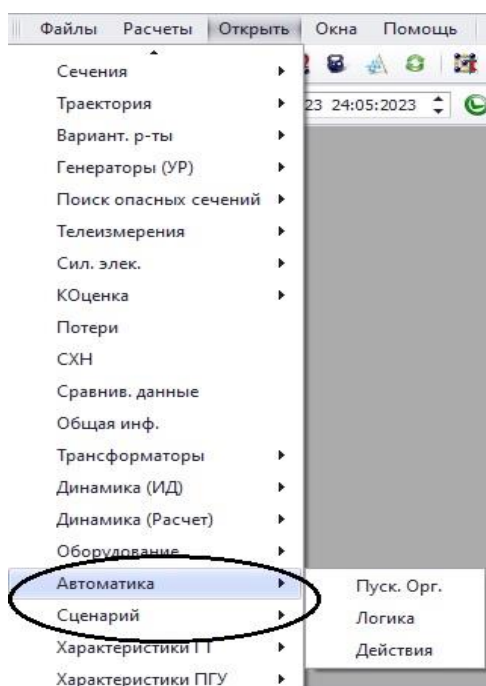 Файлы Расчеты Открыть Окна Помощь
23 24:05:2023
Сечения
Траектория
Вариант. р-ты
Генераторы (УР)
Поиск опасных сечений
Телеизмерения
Сил. элек.
КОценка
Потери
СХН
Сравнив. данные
Общая инф.
Трансформаторы
Динамика (ИД)
Динамика (Расчет)
Оборудование
Автоматика
Пуск. Орг.
Сценарий
Логика
Характеристики ГТ
Действия
Характеристики ПГУ